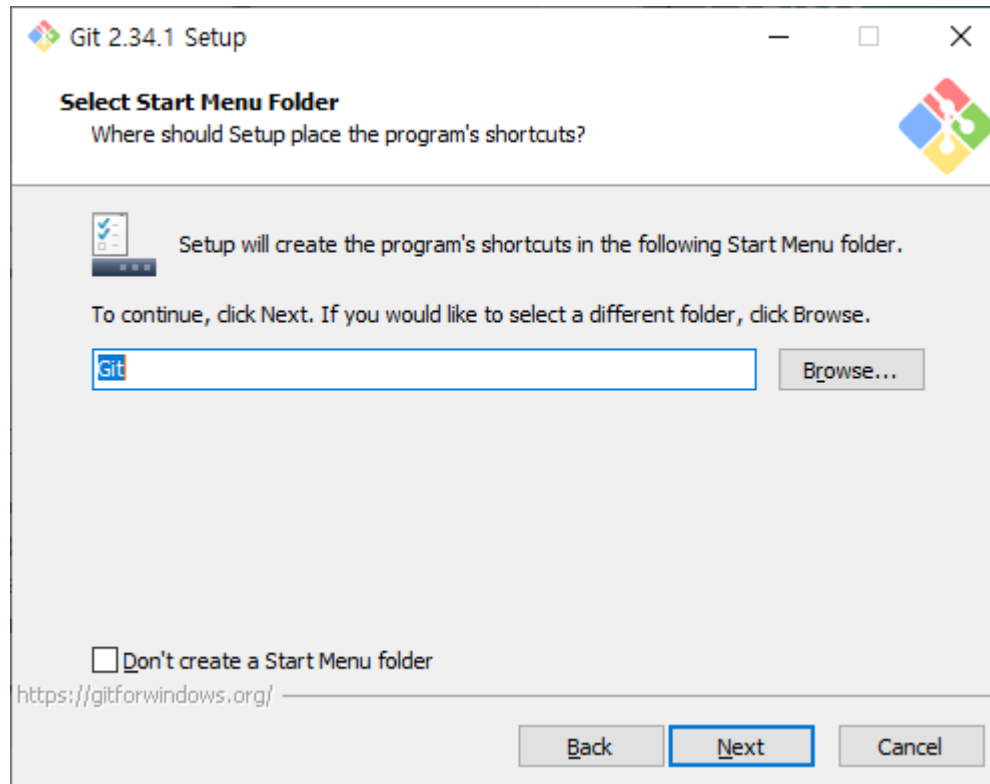 Git 2.34.1 Setup
Select Start Menu Folder
Where should Setup place the program's shortcuts?
Setup will create the program's shortcuts in the following Start Menu folder.
To continue, click Next. If you would like to select a different folder, click Browse.
Git
Browse...
Don't create a Start Menu folder
https://gitforwindows.org/
Back
Next
Cancel